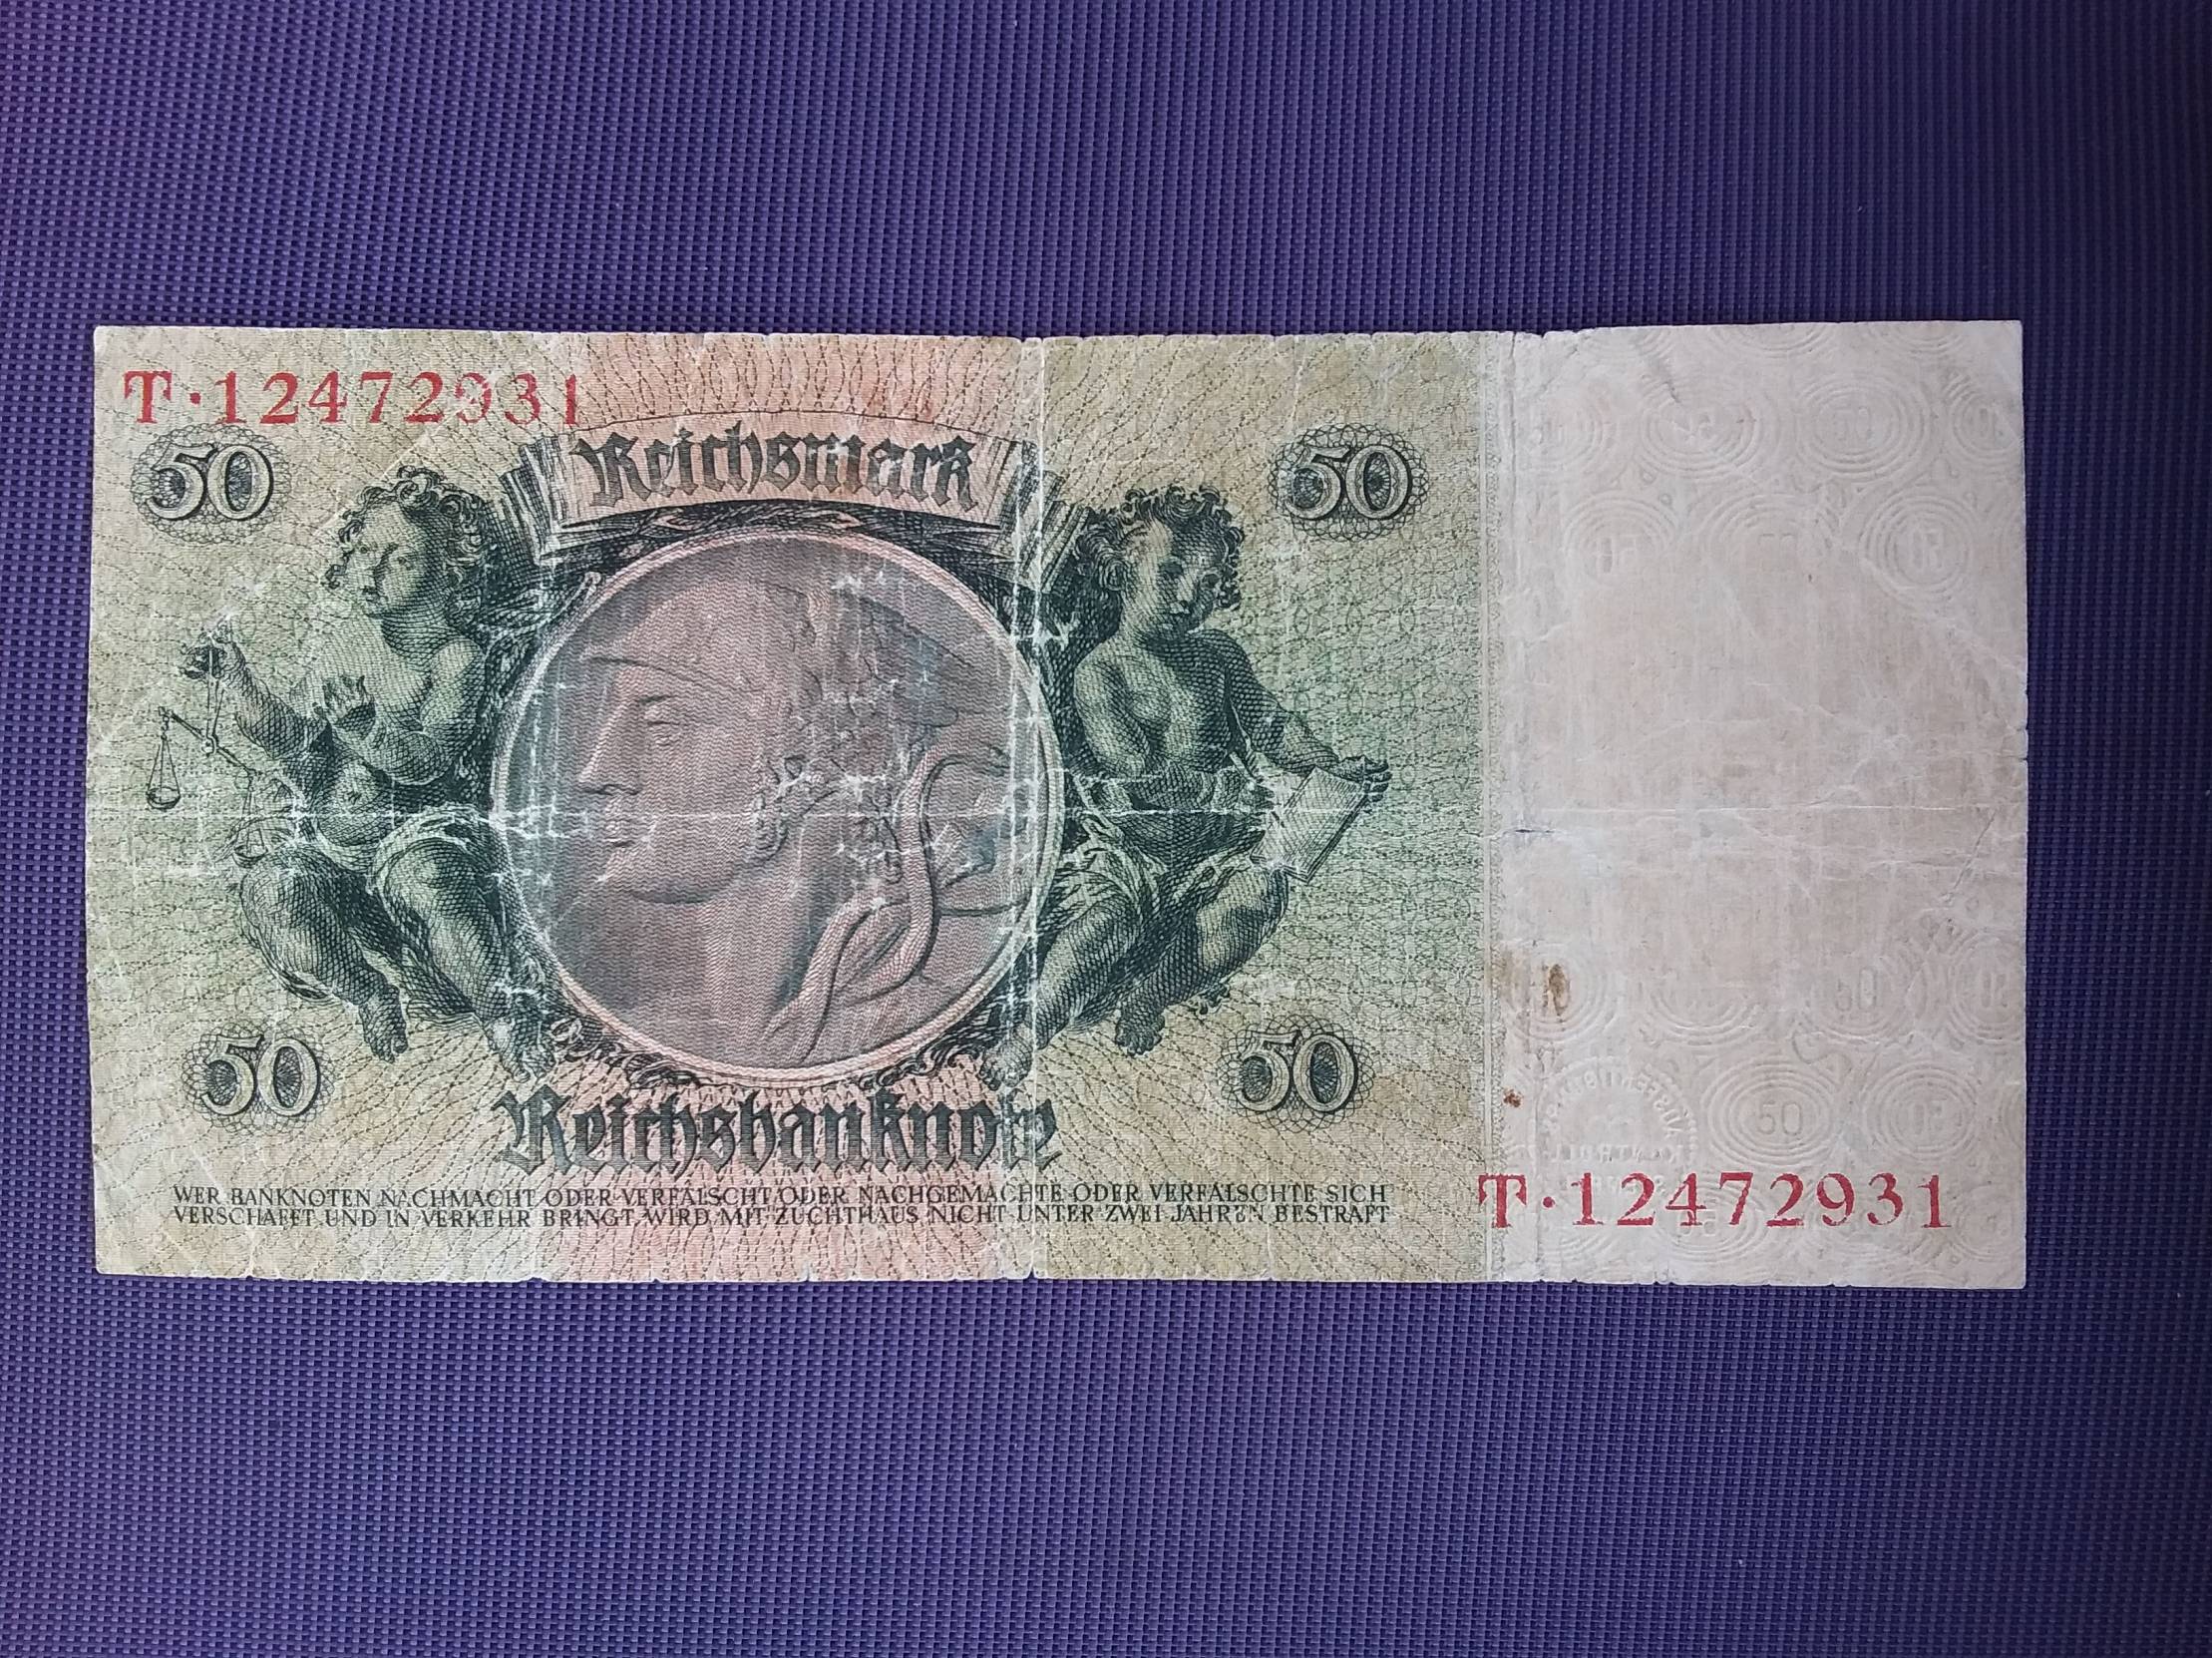 T·12472931
50
Reichsmark
50
50
50
Reichsbanknote
WER BANKNOTEN NACHMACHT ODER VERFÄLSCHT ODER NACHGEMACHTE ODER VERFÄLSCHTE SICH
VERSCHAFFT UND IN VERKEHR BRINGT, WIRD MIT ZUCHTHAUS NICHT UNTER ZWEI JAHREN BESTRAFT
50
T·12472931